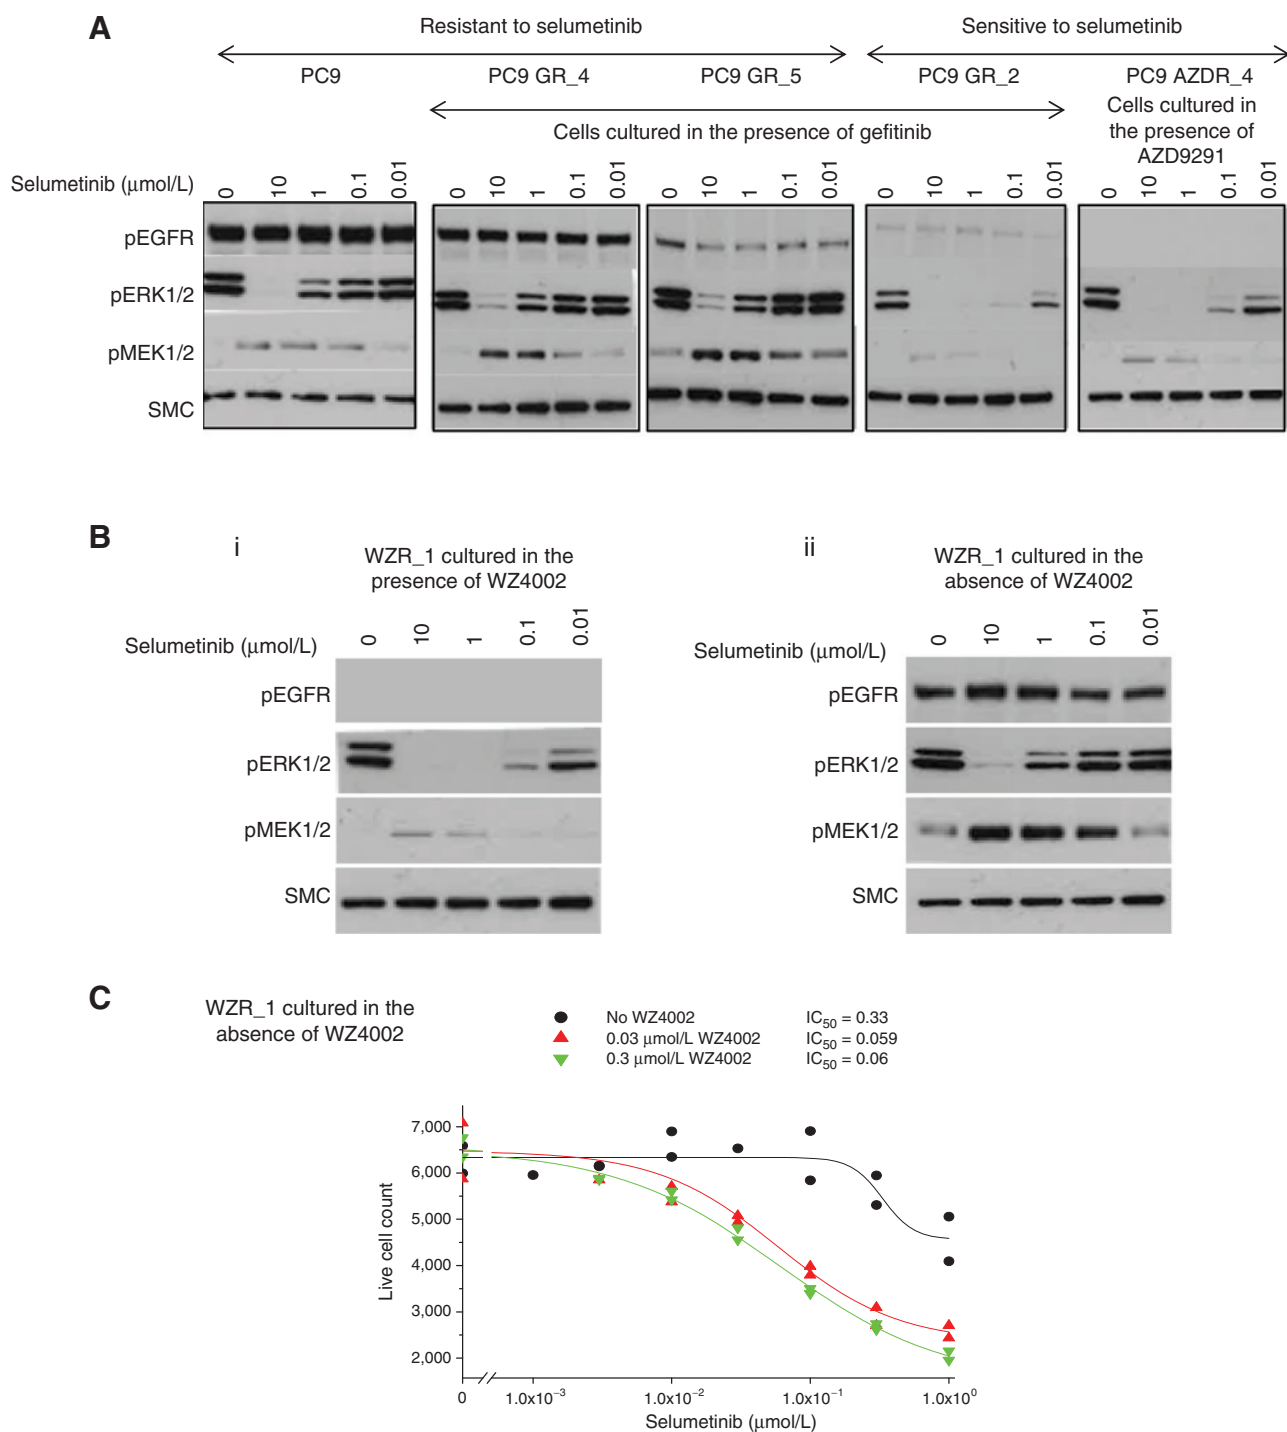 A
Resistant to selumetinib
Sensitive to selumetinib
PC9
PC9 GR_4
PC9 GR_5
PC9 GR_2
PC9 AZDR_4
Cells cultured in the presence of gefitinib
Cells cultured in
the presence of
AZD9291
Selumetinib (μmol/L)
0 10 1 0.1 0.01
0 10 1 0.1 0.01
0 10 1 0.1 0.01
0 10 1 0.1 0.01
0 10 1 0.1 0.01
pEGFR
pERK1/2
pMEK1/2
SMC
B
i
WZR_1 cultured in the
presence of WZ4002
Selumetinib (μmol/L)
0 10 1 0.1 0.01
pEGFR
pERK1/2
pMEK1/2
SMC
ii
WZR_1 cultured in the
absence of WZ4002
Selumetinib (μmol/L)
0 10 1 0.1 0.01
pEGFR
pERK1/2
pMEK1/2
SMC
C
WZR_1 cultured in the
absence of WZ4002
No WZ4002 IC50 = 0.33
0.03 μmol/L WZ4002 IC50 = 0.059
0.3 μmol/L WZ4002 IC50 = 0.06
Live cell count
7,000
6,000
5,000
4,000
3,000
2,000
0 1.0x10⁻³ 1.0x10⁻² 1.0x10⁻¹ 1.0x10⁰
Selumetinib (μmol/L)